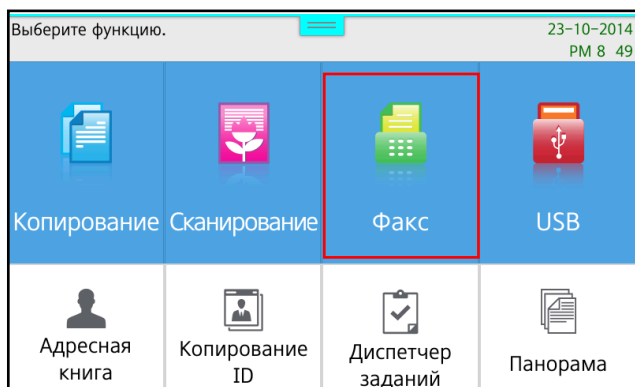 Выберите функцию.
23-10-2014
PM 8 49
Копирование Сканирование Факс USB
Адресная книга
Копирование ID
Диспетчер заданий
Панорама